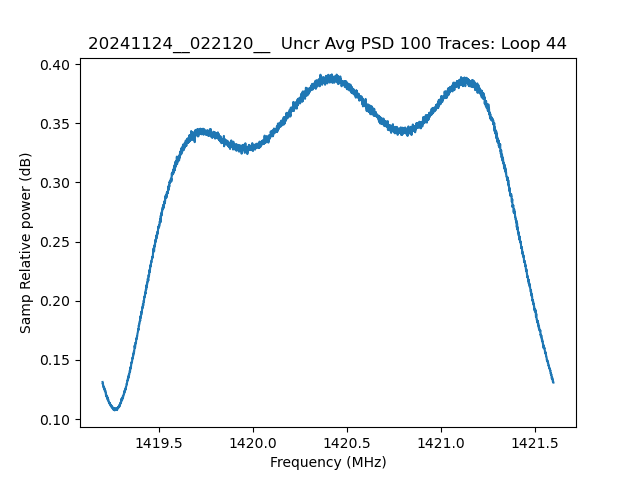 20241124__022120__ Uncr Avg PSD 100 Traces: Loop 44
Samp Relative power (dB)
0.40
0.35
0.30
0.25
0.20
0.15
0.10
1419.5 1420.0 1420.5 1421.0 1421.5
Frequency (MHz)